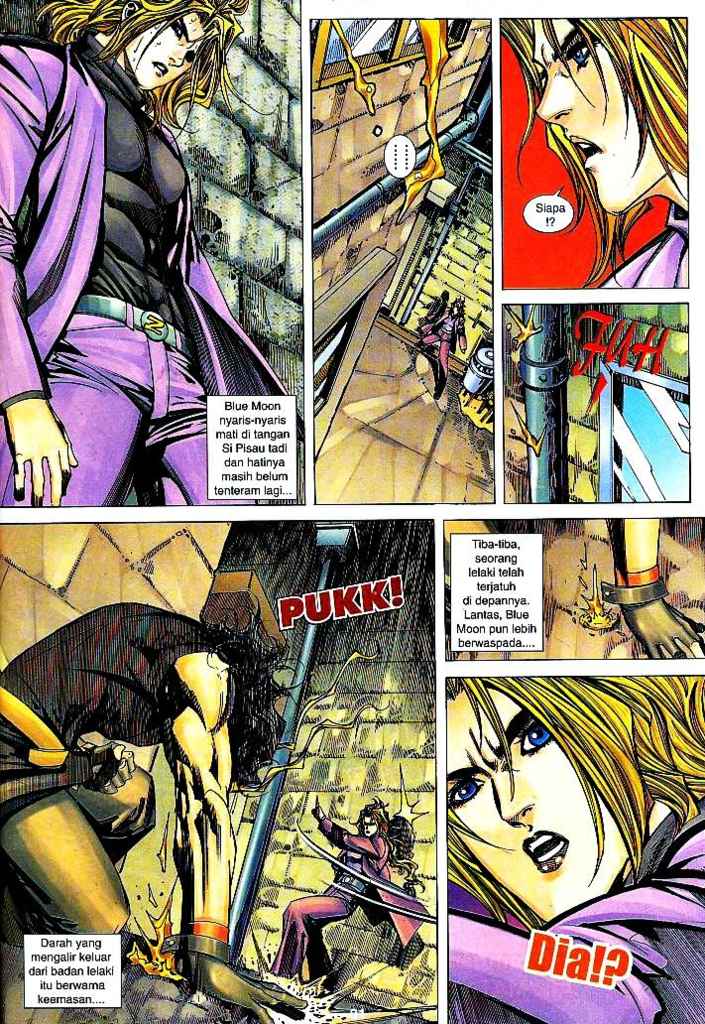 Blue Moon
nyaris-nyaris
mati di tangan
Si Pisau tadi
dan hatinya
masih belum
tenteram lagi...
Siapa
!?
FUH
PUKK!
Tiba-tiba,
seorang
lelaki telah
terjatuh
di depannya.
Lantas, Blue
Moon pun lebih
berwaspada....
Darah yang
mengalir keluar
dari badan lelaki
itu berwarna
keemasan....
Dia!?